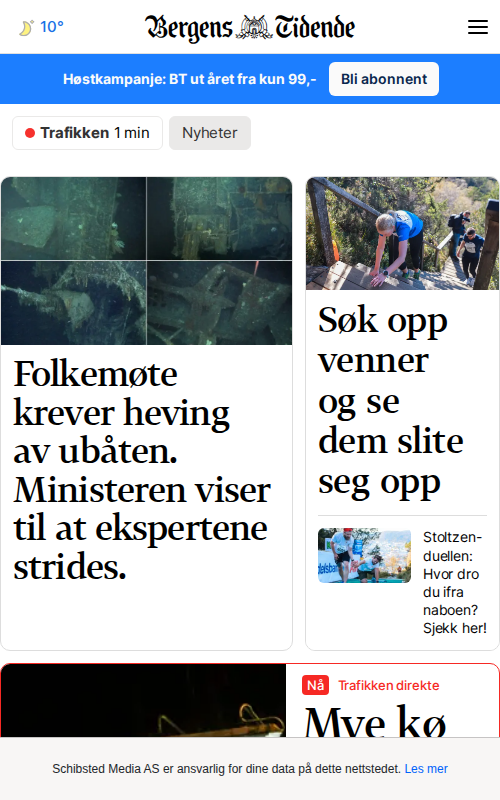 10°
Bergens Tidende
Høstkampanje: BT ut året fra kun 99,-
Bli abonnent
Trafikken 1 min
Nyheter
Folkemøte
krever heving
av ubåten.
Ministeren viser
til at ekspertene
strides.
Søk opp
venner
og se
dem slite
seg opp
Stoltzen-
duellen:
Hvor dro
du ifra
naboen?
Sjekk her!
Nå
Trafikken direkte
Mye kø
Schibsted Media AS er ansvarlig for dine data på dette nettstedet. Les mer